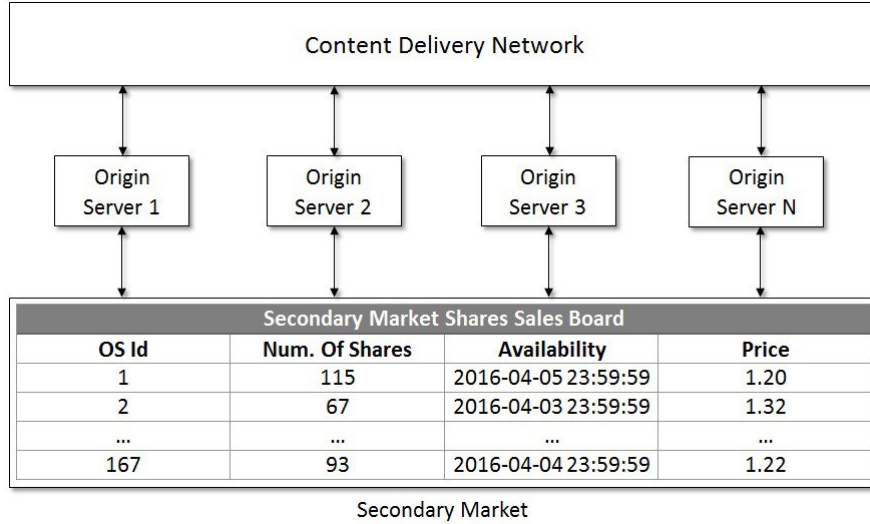 Content Delivery Network
Origin Server 1
Origin Server 2
Origin Server 3
Origin Server N
Secondary Market Shares Sales Board
OS Id Num. Of Shares Availability Price
1 115 2016-04-05 23:59:59 1.20
2 67 2016-04-03 23:59:59 1.32
... ... ... ...
167 93 2016-04-04 23:59:59 1.22
Secondary Market